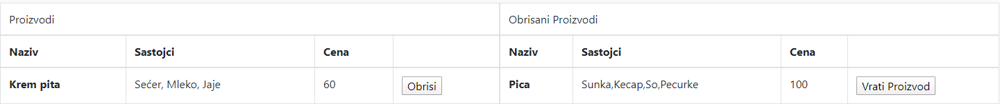 Proizvodi
Naziv Sastojci Cena
Krem pita Sećer, Mleko, Jaje 60 Obrisi
Obrisani Proizvodi
Naziv Sastojci Cena
Pica Sunka,Kecap,So,Pecurke 100 Vrati Proizvod